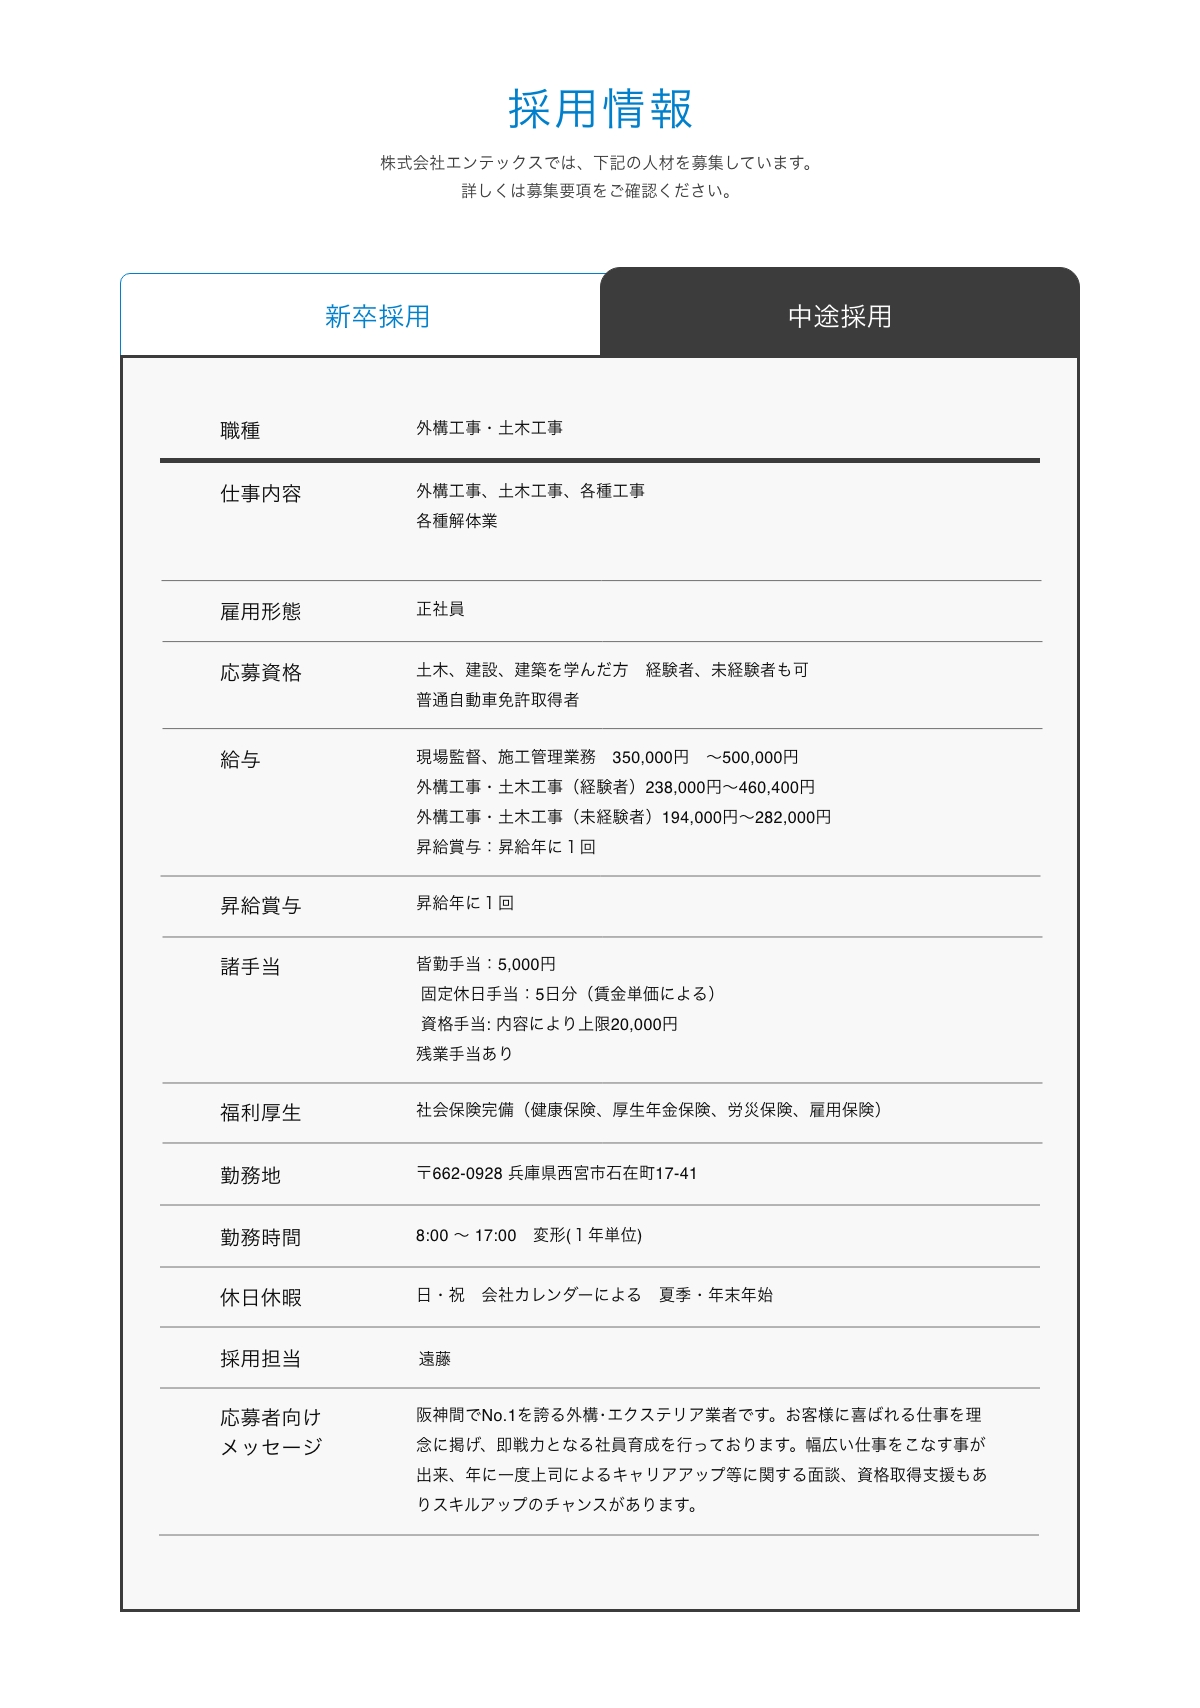 採用情報
株式会社エンテックスでは、下記の人材を募集しています。
詳しくは募集要項をご確認ください。
新卒採用
中途採用
職種
外構工事・土木工事
仕事内容
外構工事、土木工事、各種工事
各種解体業
雇用形態
正社員
応募資格
土木、建設、建築を学んだ方　経験者、未経験者も可
普通自動車免許取得者
給与
現場監督、施工管理業務　350,000円　〜500,000円
外構工事・土木工事（経験者）238,000円〜460,400円
外構工事・土木工事（未経験者）194,000円〜282,000円
昇給賞与：昇給年に１回
昇給賞与
昇給年に１回
諸手当
皆勤手当：5,000円
固定休日手当：5日分（賃金単価による）
資格手当: 内容により上限20,000円
残業手当あり
福利厚生
社会保険完備（健康保険、厚生年金保険、労災保険、雇用保険）
勤務地
〒662-0928 兵庫県西宮市石在町17-41
勤務時間
8:00 〜 17:00　変形(１年単位)
休日休暇
日・祝　会社カレンダーによる　夏季・年末年始
採用担当
遠藤
応募者向け
メッセージ
阪神間でNo.1を誇る外構･エクステリア業者です。お客様に喜ばれる仕事を理
念に掲げ、即戦力となる社員育成を行っております。幅広い仕事をこなす事が
出来、年に一度上司によるキャリアアップ等に関する面談、資格取得支援もあ
りスキルアップのチャンスがあります。